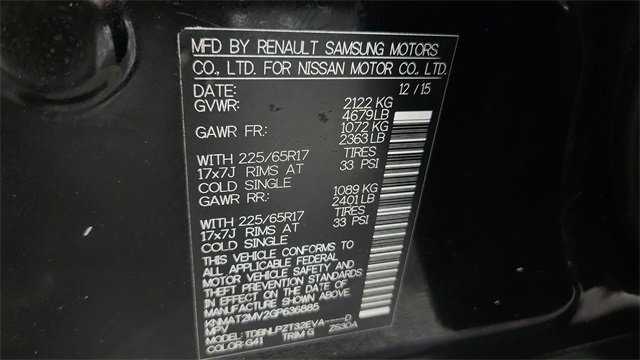 MFD BY RENAULT SAMSUNG MOTORS
CO., LTD. FOR NISSAN MOTOR CO., LTD.
DATE: 12/15
GVWR: 2122 KG
4679LB
GAWR FR: 1072 KG
2363LB
WITH 225/65R17 TIRES
17x7J RIMS AT 33 PSI
COLD SINGLE
GAWR RR: 1089 KG
2401LB
WITH 225/65R17 TIRES
17x7J RIMS AT 33 PSI
COLD SINGLE
THIS VEHICLE CONFORMS TO
ALL APPLICABLE FEDERAL
MOTOR VEHICLE SAFETY AND
THEFT PREVENTION STANDARDS
IN EFFECT ON THE DATE OF
MANUFACTURE SHOWN ABOVE.
KNMAT2MV2GP636885
MPV
MODEL: TDBNLPZT32EVA----D
COLOR: G41 TRIM G ZS30A